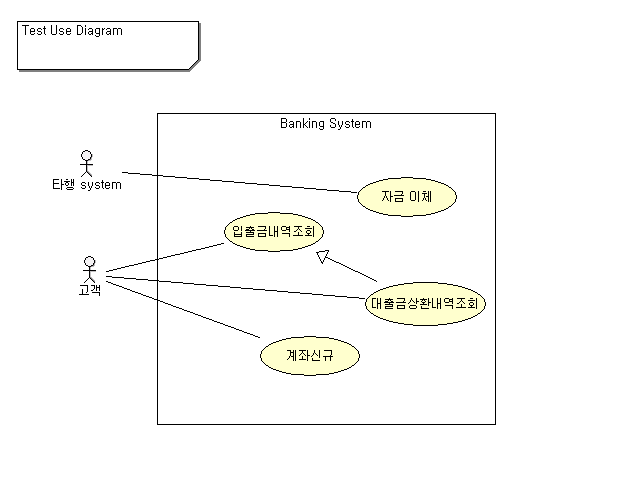 Test Use Diagram
Banking System
타행 system
자금 이체
입출금내역조회
고객
대출금상환내역조회
계좌신규